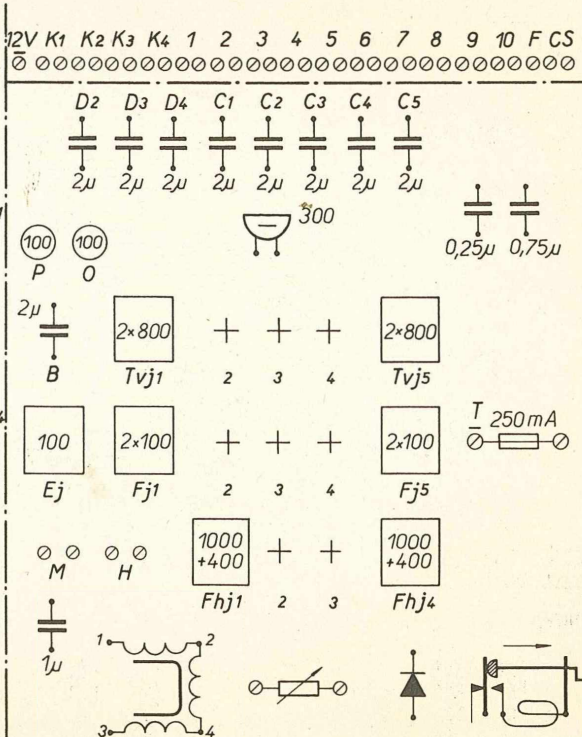 12V K1 K2 K3 K4 1 2 3 4 5 6 7 8 9 10 F CS
D2 D3 D4 C1 C2 C3 C4 C5
2μ 2μ 2μ 2μ 2μ 2μ 2μ 2μ
300
0,25μ 0,75μ
100 100
P O
2μ
B
2×800 2×800
Tvj1 2 3 4 Tvj5
100 2×100 2×100
Ej Fj1 2 3 4 Fj5
T 250mA
M H
1000 1000
+400 +400
Fhj1 2 3 Fhj4
1μ
1 2
3 4